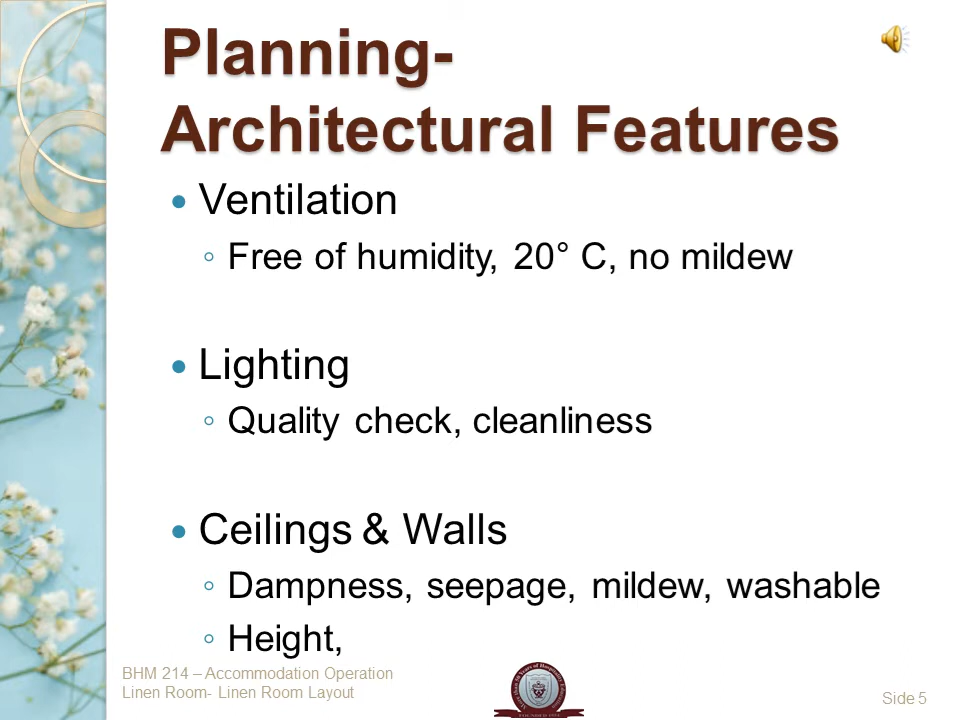 Planning-
Architectural Features
• Ventilation
◦ Free of humidity, 20° C, no mildew
• Lighting
◦ Quality check, cleanliness
• Ceilings & Walls
◦ Dampness, seepage, mildew, washable
◦ Height,
BHM 214 – Accommodation Operation
Linen Room- Linen Room Layout
Side 5